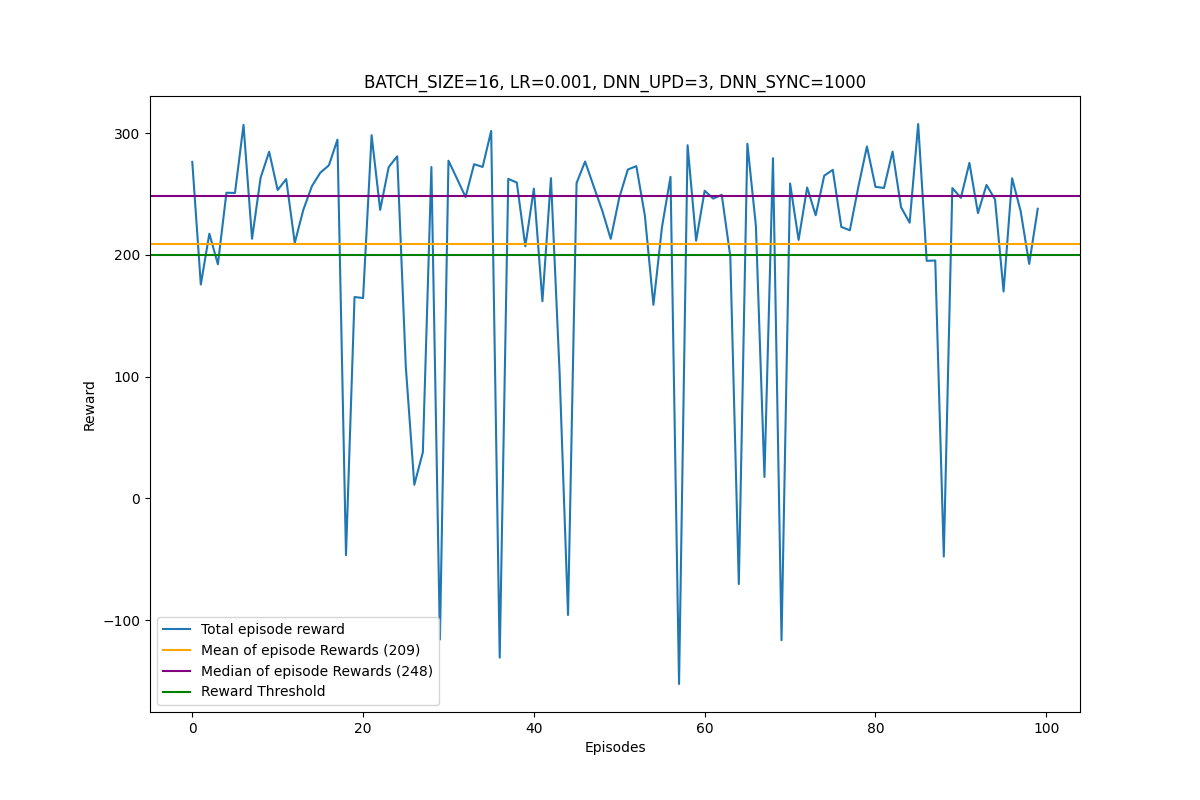 BATCH_SIZE=16, LR=0.001, DNN_UPD=3, DNN_SYNC=1000
300
200
100
0
−100
Reward
Total episode reward
Mean of episode Rewards (209)
Median of episode Rewards (248)
Reward Threshold
0 20 40 60 80 100
Episodes